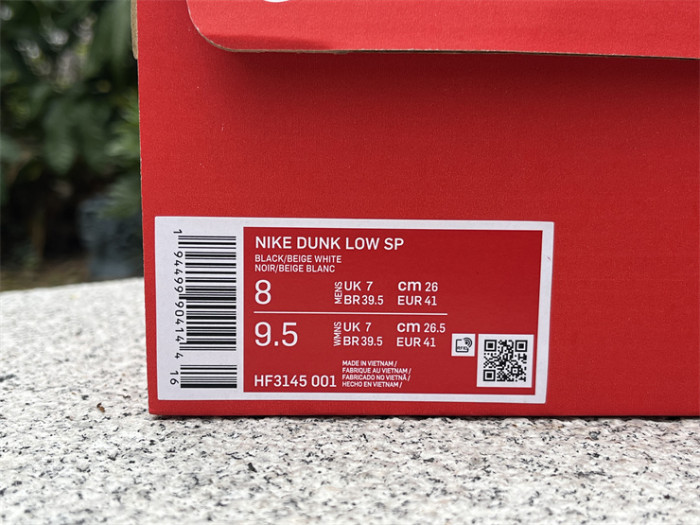 NIKE DUNK LOW SP
BLACK/BEIGE WHITE
NOIR/BEIGE BLANC
8 MENS UK 7 cm 26
BR 39.5 EUR 41
9.5 WMNS UK 7 cm 26.5
BR 39.5 EUR 41
MADE IN VIETNAM /
FABRIQUE AU VIETNAM /
FABRICADO NO VIETNÃ /
HECHO EN VIETNAM /
HF3145 001
1 94499 90414 4 16